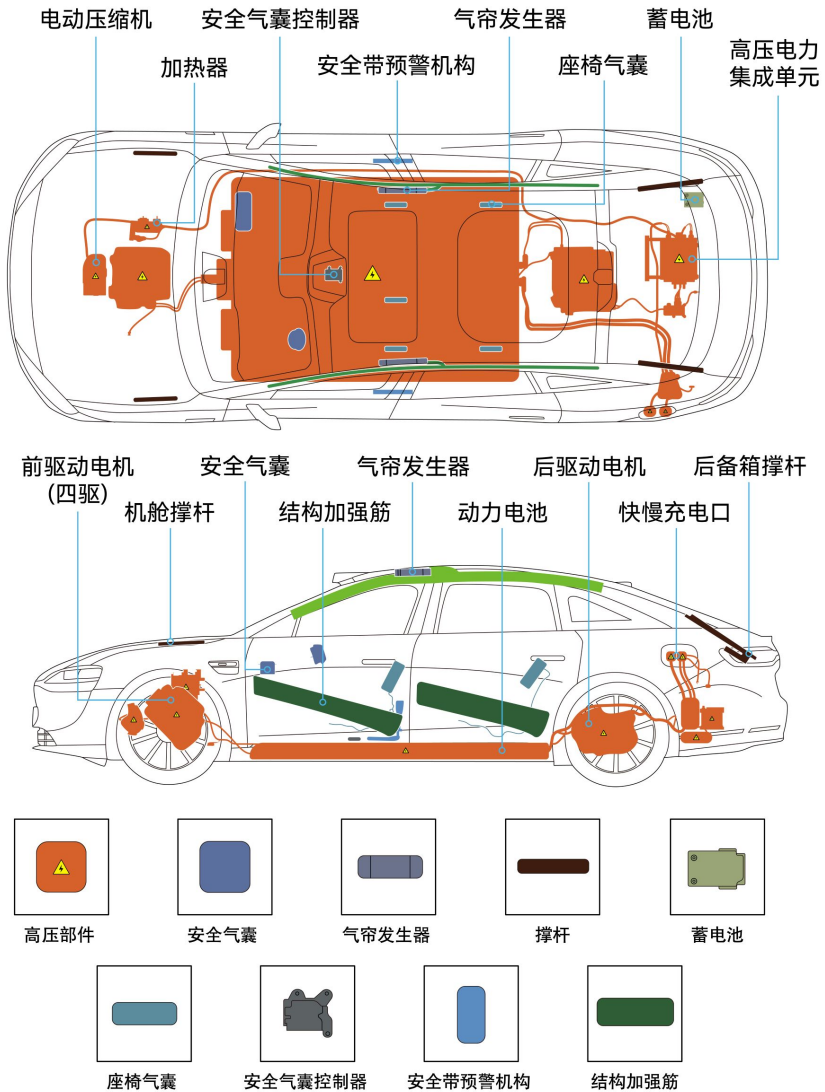 电动压缩机
安全气囊控制器
气帘发生器
蓄电池
加热器
安全带预警机构
座椅气囊
高压电力
集成单元
前驱动电机
(四驱)
安全气囊
气帘发生器
后驱动电机
后备箱撑杆
机舱撑杆
结构加强筋
动力电池
快慢充电口
高压部件
安全气囊
气帘发生器
撑杆
蓄电池
座椅气囊
安全气囊控制器
安全带预警机构
结构加强筋